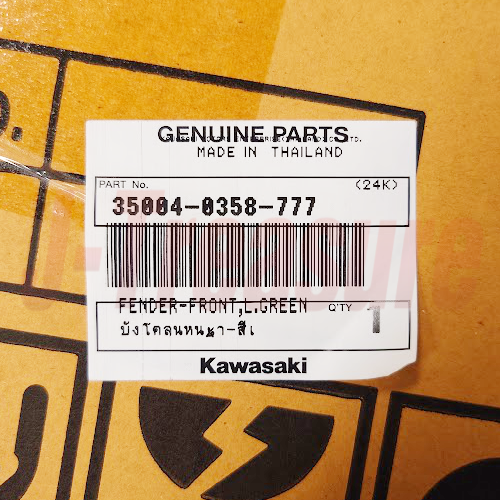 GENUINE PARTS
MADE IN THAILAND
PART No. (24K)
35004-0358-777
FENDER-FRONT,L.GREEN Q'TY 1
บังโคลนหน้า-สีเ
Kawasaki